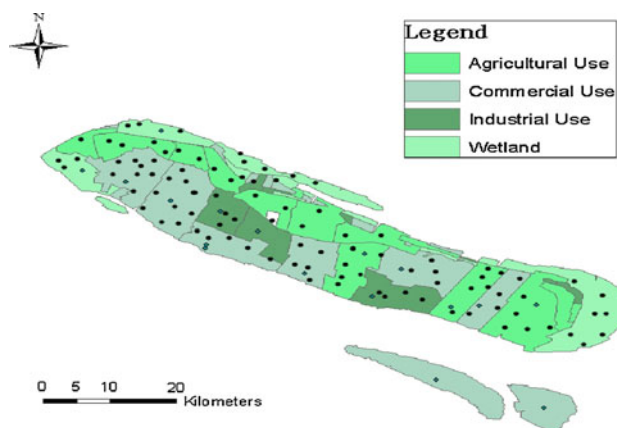 N
Legend
Agricultural Use
Commercial Use
Industrial Use
Wetland
0 5 10 20
Kilometers